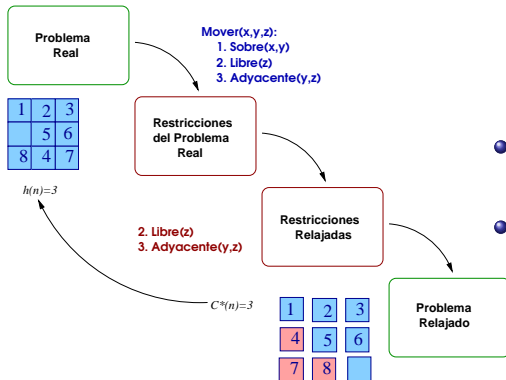 Problema
Real
Mover(x,y,z):
1. Sobre(x,y)
2. Libre(z)
3. Adyacente(y,z)
1 2 3
5 6
8 4 7
h(n)=3
Restricciones
del Problema
Real
2. Libre(z)
3. Adyacente(y,z)
Restricciones
Relajadas
C*(n)=3
1 2 3
4 5 6
7 8
Problema
Relajado